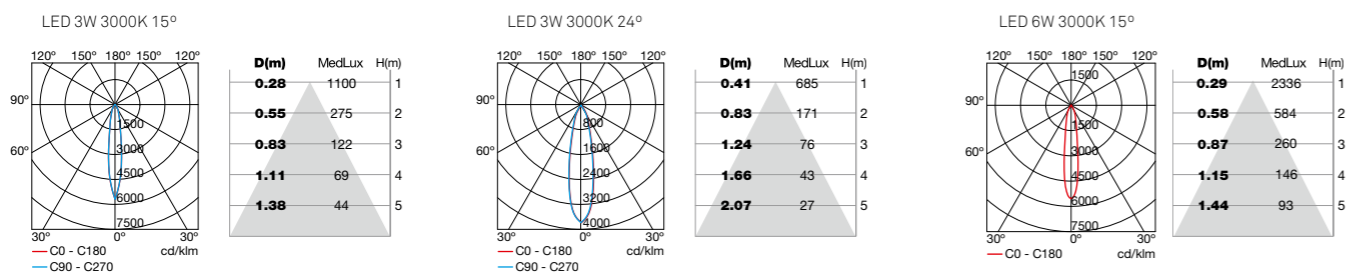 LED 3W 3000K 15º
120º 150º 180º 150º 120º
90º
60º
1500
3000
4500
6000
7500
30º 0º 30º
C0 - C180 cd/klm
C90 - C270
D(m) MedLux H(m)
0.28 1100 1
0.55 275 2
0.83 122 3
1.11 69 4
1.38 44 5
LED 3W 3000K 24º
120º 150º 180º 150º 120º
90º
60º
800
1600
2400
3200
4000
30º 0º 30º
C0 - C180 cd/klm
C90 - C270
D(m) MedLux H(m)
0.41 685 1
0.83 171 2
1.24 76 3
1.66 43 4
2.07 27 5
LED 6W 3000K 15º
120º 150º 180º 150º 120º
1500
90º
60º
1500
3000
4500
6000
7500
30º 0º 30º
C0 - C180 cd/klm
D(m) MedLux H(m)
0.29 2336 1
0.58 584 2
0.87 260 3
1.15 146 4
1.44 93 5